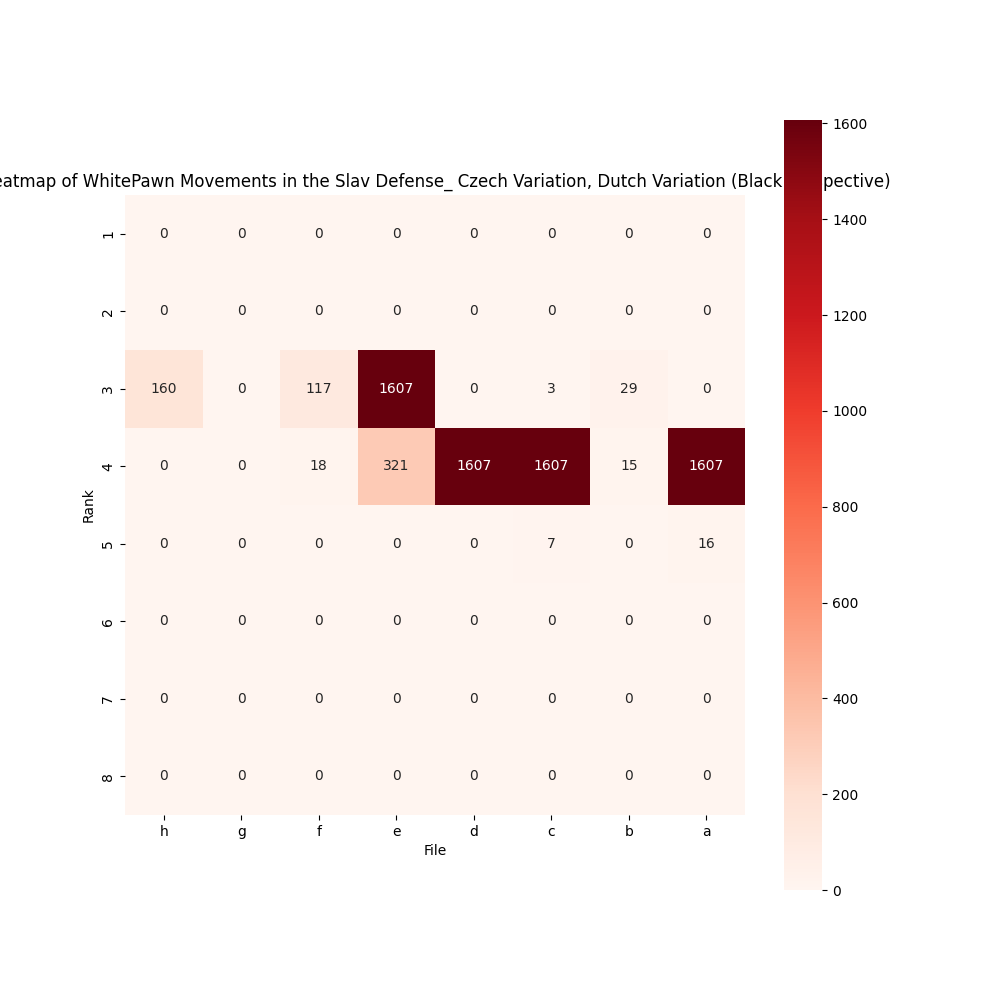 eatmap of WhitePawn Movements in the Slav Defense_ Czech Variation, Dutch Variation (Black pective)
1600
1400
1200
1000
800
600
400
200
0
Rank
1 0 0 0 0 0 0 0 0
2 0 0 0 0 0 0 0 0
3 160 0 117 1607 0 3 29 0
4 0 0 18 321 1607 1607 15 1607
5 0 0 0 0 0 7 0 16
6 0 0 0 0 0 0 0 0
7 0 0 0 0 0 0 0 0
8 0 0 0 0 0 0 0 0
h g f e d c b a
File